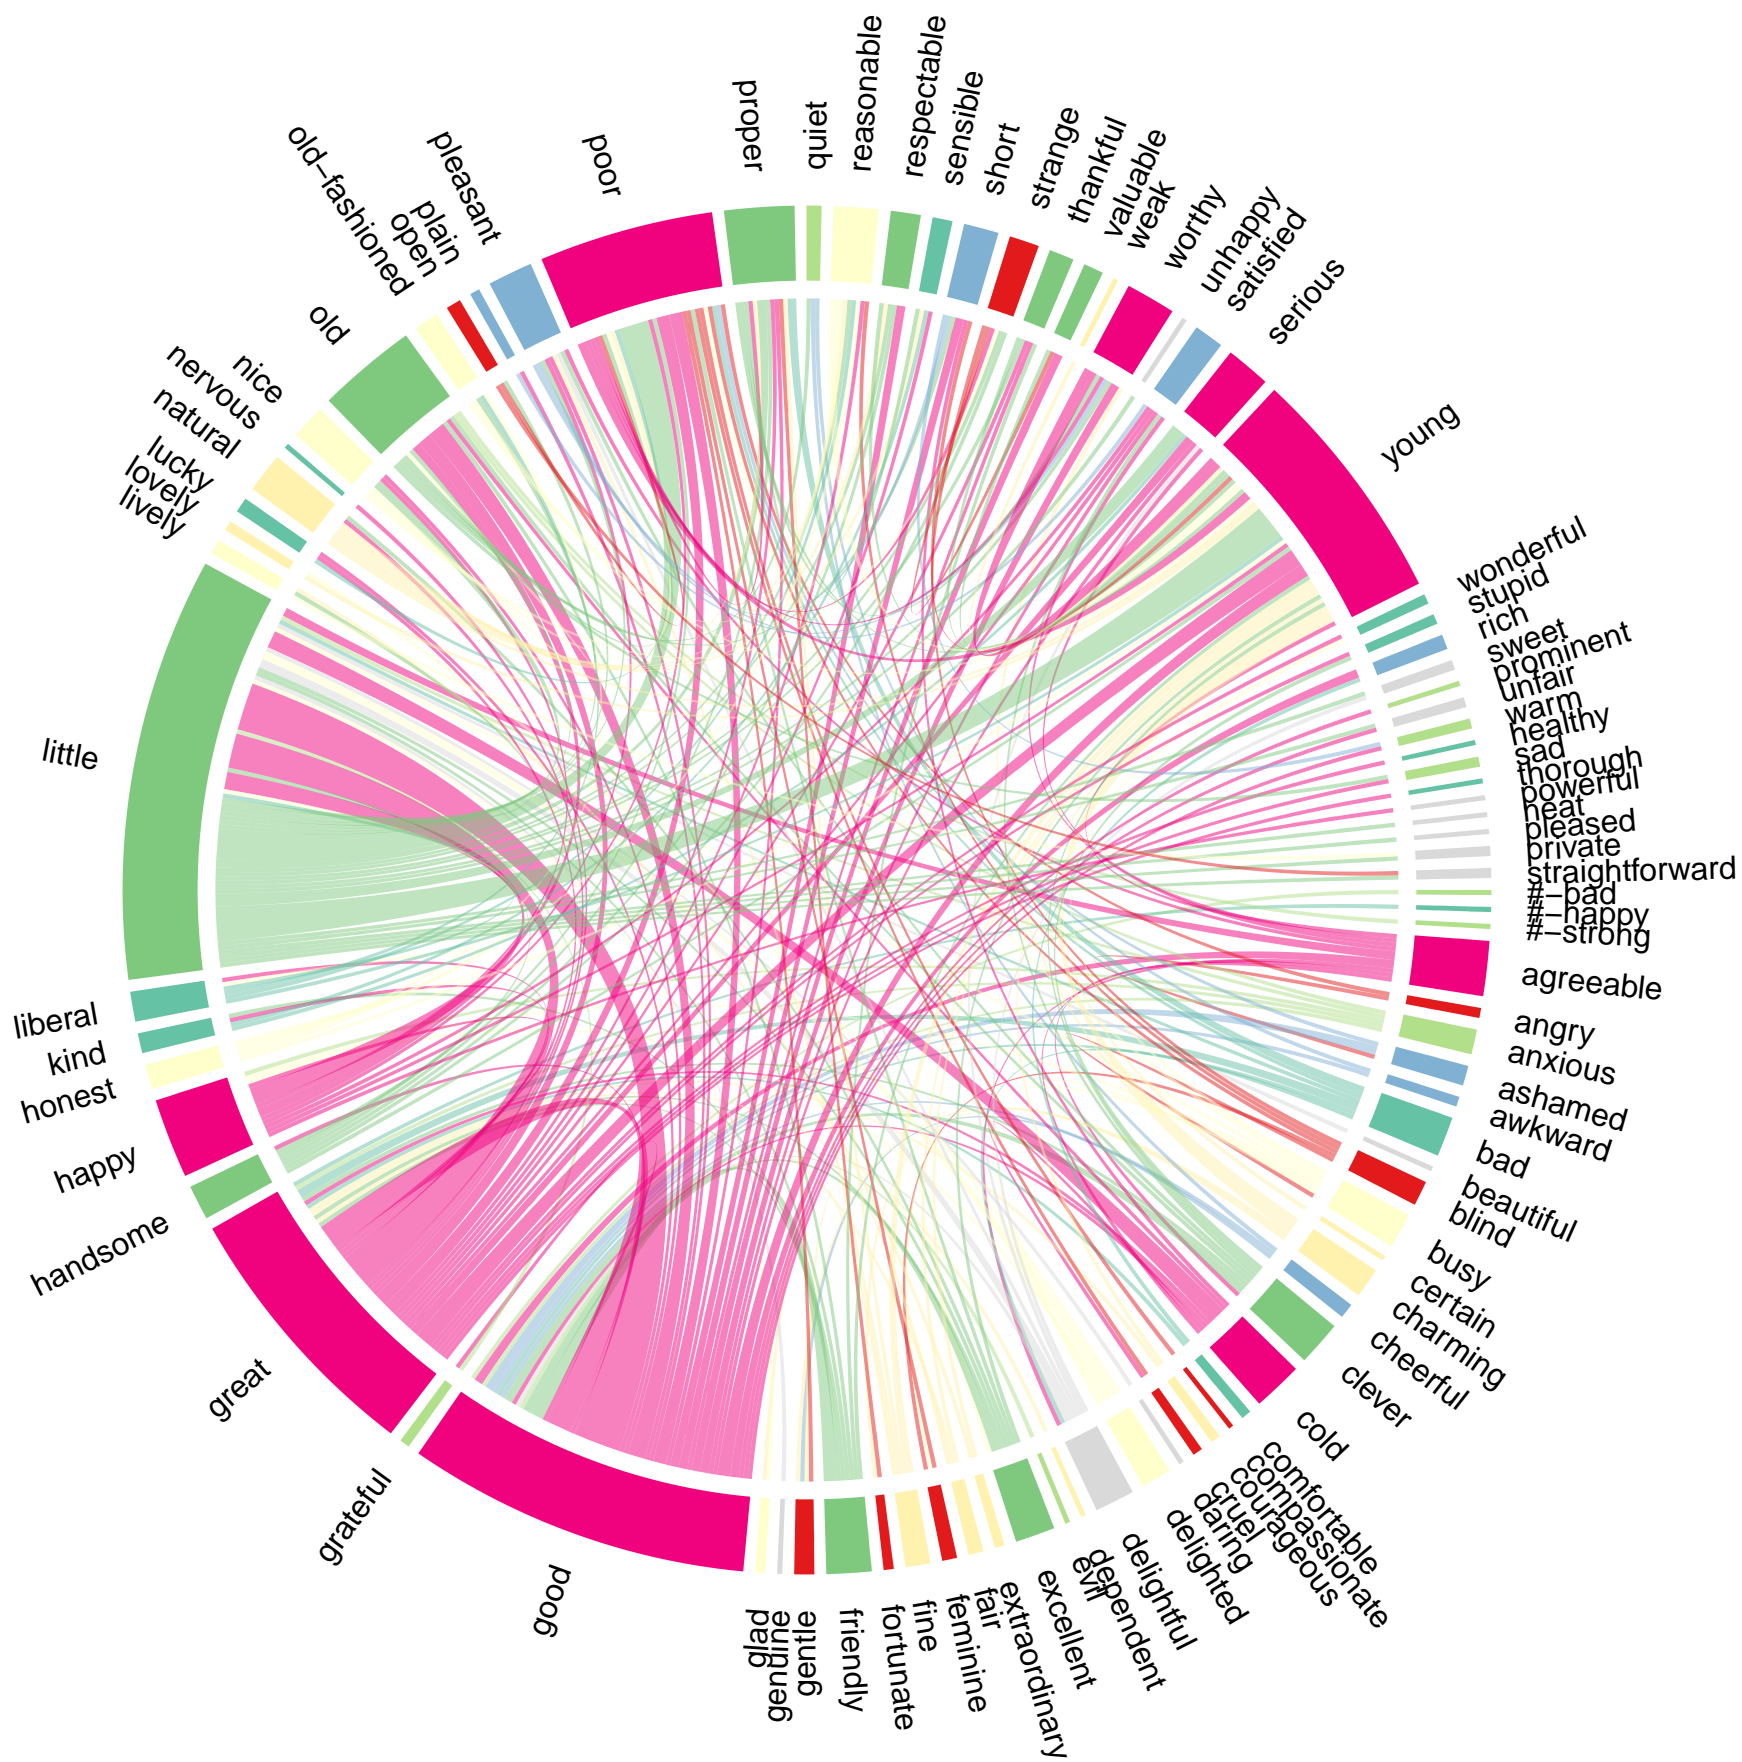 proper
quiet
reasonable
respectable
sensible
short
strange
thankful
valuable
weak
worthy
unhappy
satisfied
serious
young
wonderful
stupid
rich
sweet
prominent
unfair
warm
healthy
sad
thorough
powerful
neat
pleased
private
straightforward
#–bad
#–happy
#–strong
agreeable
angry
anxious
ashamed
awkward
bad
beautiful
blind
busy
certain
charming
cheerful
clever
cold
comfortable
compassionate
courageous
cruel
daring
delighted
delightful
dependent
evil
excellent
extraordinary
fair
feminine
fine
fortunate
friendly
gentle
genuine
glad
good
grateful
great
handsome
happy
honest
kind
liberal
little
lively
lovely
lucky
natural
nervous
nice
old
old–fashioned
open
plain
pleasant
poor